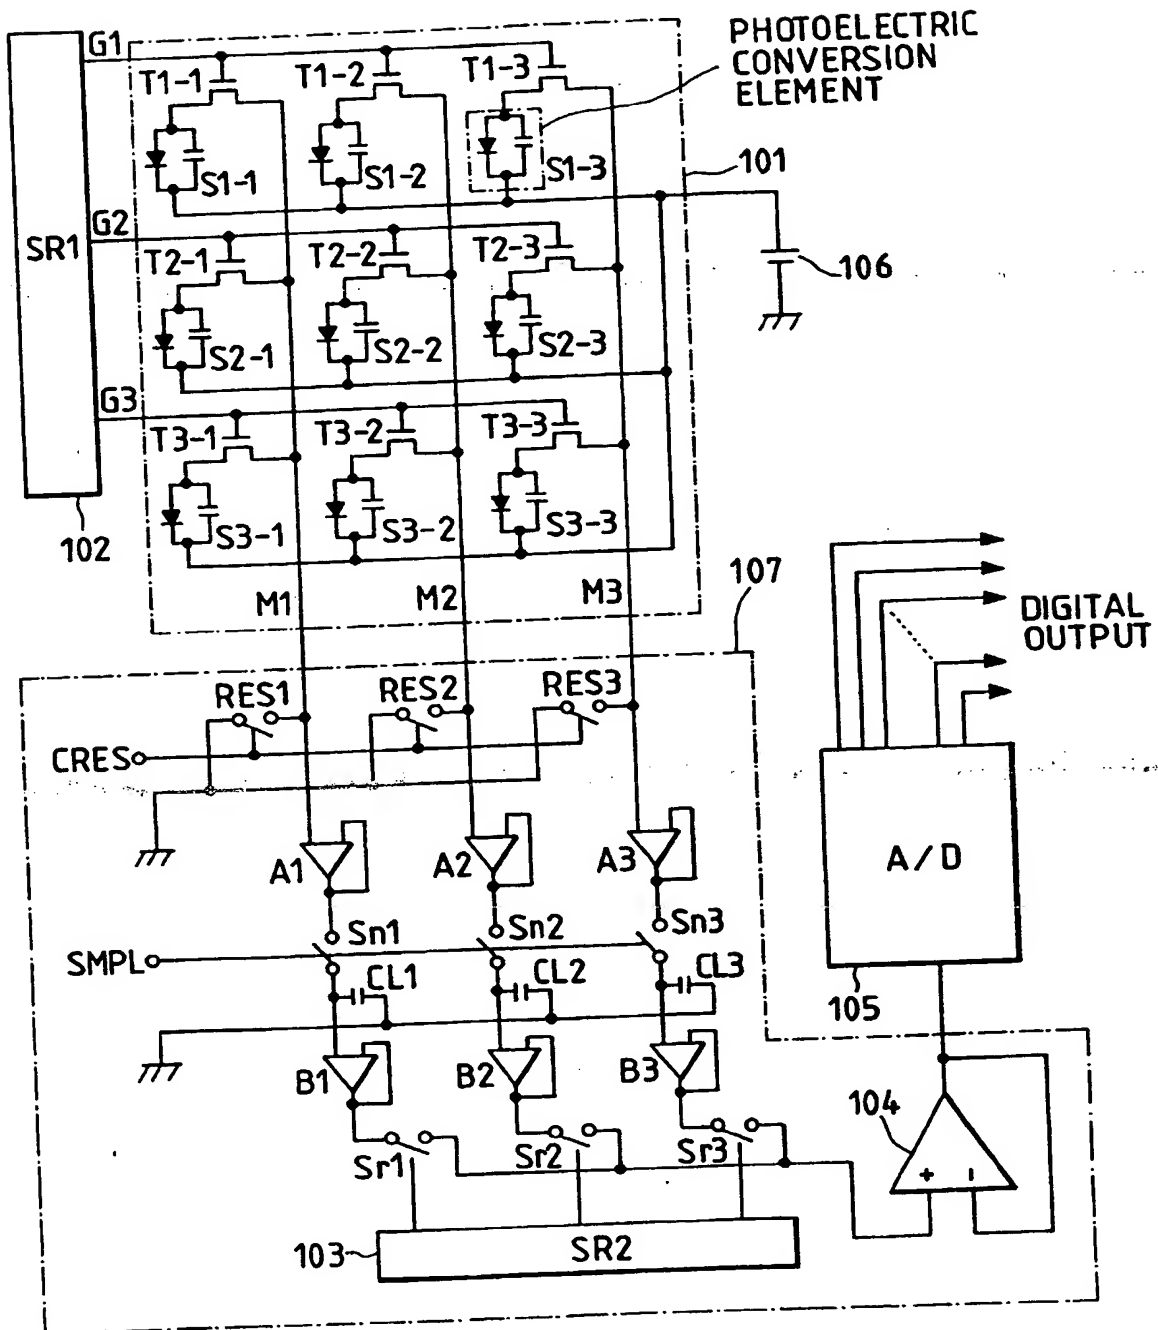 PHOTOELECTRIC
CONVERSION
ELEMENT
G1
T1-1
T1-2
T1-3
101
S1-1
S1-2
S1-3
SR1
G2
T2-1
T2-2
T2-3
106
S2-1
S2-2
S2-3
G3
T3-1
T3-2
T3-3
S3-1
S3-2
S3-3
102
M1
M2
M3
107
DIGITAL
OUTPUT
RES1
RES2
RES3
CRES
A1
A2
A3
A/D
Sn1
Sn2
Sn3
SMPL
CL1
CL2
CL3
105
B1
B2
B3
104
Sr1
Sr2
Sr3
+
-
103
SR2